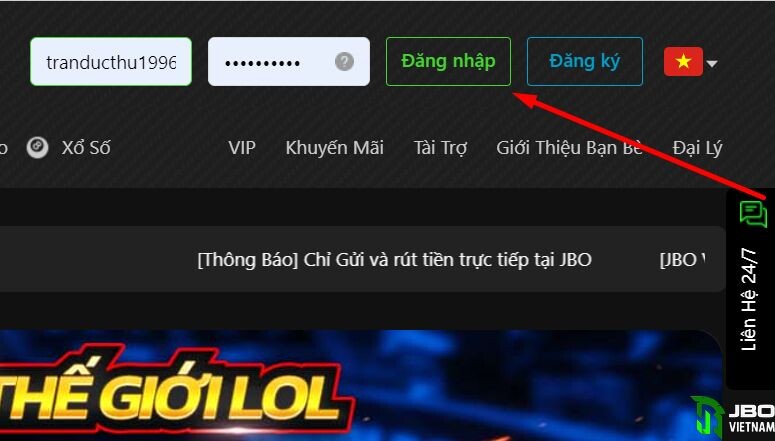 tranducthu1996
Đăng nhập
Đăng ký
Xổ Số
VIP
Khuyến Mãi
Tài Trợ
Giới Thiệu Bạn Bè
Đại Lý
[Thông Báo] Chỉ Gửi và rút tiền trực tiếp tại JBO
[JBO
Liên Hệ 24/7
THẾ GIỚI LOL
JBO
VIETNAM